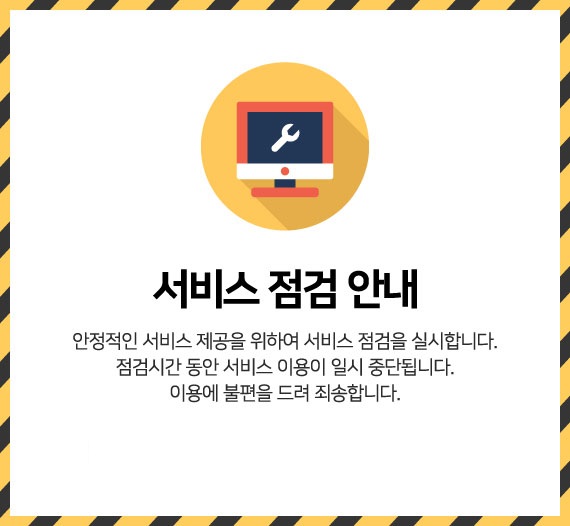 서비스 점검 안내
안정적인 서비스 제공을 위하여 서비스 점검을 실시합니다.
점검시간 동안 서비스 이용이 일시 중단됩니다.
이용에 불편을 드려 죄송합니다.